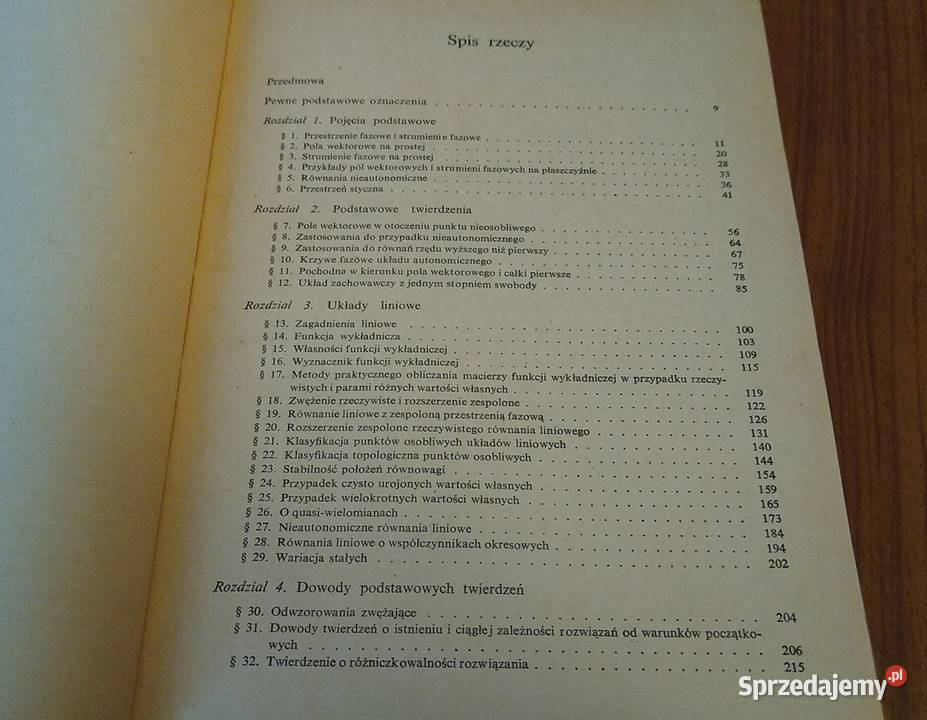 Spis rzeczy
Przedmowa
Pewne podstawowe oznaczenia . . . . . . . . . . . . . . . . . . . 9
Rozdział 1. Pojęcia podstawowe
§ 1. Przestrzenie fazowe i strumienie fazowe . . . . . . . . . . . . . . 11
§ 2. Pola wektorowe na prostej . . . . . . . . . . . . . . . . . . . 20
§ 3. Strumienie fazowe na prostej . . . . . . . . . . . . . . . . . . 28
§ 4. Przykłady pól wektorowych i strumieni fazowych na płaszczyźnie . . . . . . . 33
§ 5. Równania nieautonomiczne . . . . . . . . . . . . . . . . . . . 36
§ 6. Przestrzeń styczna . . . . . . . . . . . . . . . . . . . . . . 41
Rozdział 2. Podstawowe twierdzenia
§ 7. Pole wektorowe w otoczeniu punktu nieosobliwego . . . . . . . . . . . 56
§ 8. Zastosowania do przypadku nieautonomicznego . . . . . . . . . . . . 64
§ 9. Zastosowania do równań rzędu wyższego niż pierwszy . . . . . . . . . . 67
§ 10. Krzywe fazowe układu autonomicznego . . . . . . . . . . . . . . . 75
§ 11. Pochodna w kierunku pola wektorowego i całki pierwsze . . . . . . . . . 78
§ 12. Układ zachowawczy z jednym stopniem swobody . . . . . . . . . . . . 85
Rozdział 3. Układy liniowe
§ 13. Zagadnienia liniowe . . . . . . . . . . . . . . . . . . . . . 100
§ 14. Funkcja wykładnicza . . . . . . . . . . . . . . . . . . . . . 103
§ 15. Własności funkcji wykładniczej . . . . . . . . . . . . . . . . . 109
§ 16. Wyznacznik funkcji wykładniczej . . . . . . . . . . . . . . . . . 115
§ 17. Metody praktycznego obliczania macierzy funkcji wykładniczej w przypadku rzeczy-
wistych i parami różnych wartości własnych . . . . . . . . . . . . . 119
§ 18. Zwężenie rzeczywiste i rozszerzenie zespolone . . . . . . . . . . . . 122
§ 19. Równanie liniowe z zespoloną przestrzenią fazową . . . . . . . . . . . 126
§ 20. Rozszerzenie zespolone rzeczywistego równania liniowego . . . . . . . . 131
§ 21. Klasyfikacja punktów osobliwych układów liniowych . . . . . . . . . . 140
§ 22. Klasyfikacja topologiczna punktów osobliwych . . . . . . . . . . . . 144
§ 23. Stabilność położeń równowagi . . . . . . . . . . . . . . . . . . 154
§ 24. Przypadek czysto urojonych wartości własnych . . . . . . . . . . . . 159
§ 25. Przypadek wielokrotnych wartości własnych . . . . . . . . . . . . . 165
§ 26. O quasi-wielomianach . . . . . . . . . . . . . . . . . . . . . 173
§ 27. Nieautonomiczne równania liniowe . . . . . . . . . . . . . . . . 184
§ 28. Równania liniowe o współczynnikach okresowych . . . . . . . . . . . 194
§ 29. Wariacja stałych . . . . . . . . . . . . . . . . . . . . . . . 202
Rozdział 4. Dowody podstawowych twierdzeń
§ 30. Odwzorowania zwężające . . . . . . . . . . . . . . . . . . . . 204
§ 31. Dowody twierdzeń o istnieniu i ciągłej zależności rozwiązań od warunków początko-
wych . . . . . . . . . . . . . . . . . . . . . . . . . . . 206
§ 32. Twierdzenie o różniczkowalności rozwiązania . . . . . . . . . . . . . 215
Sprzedajemy.pl